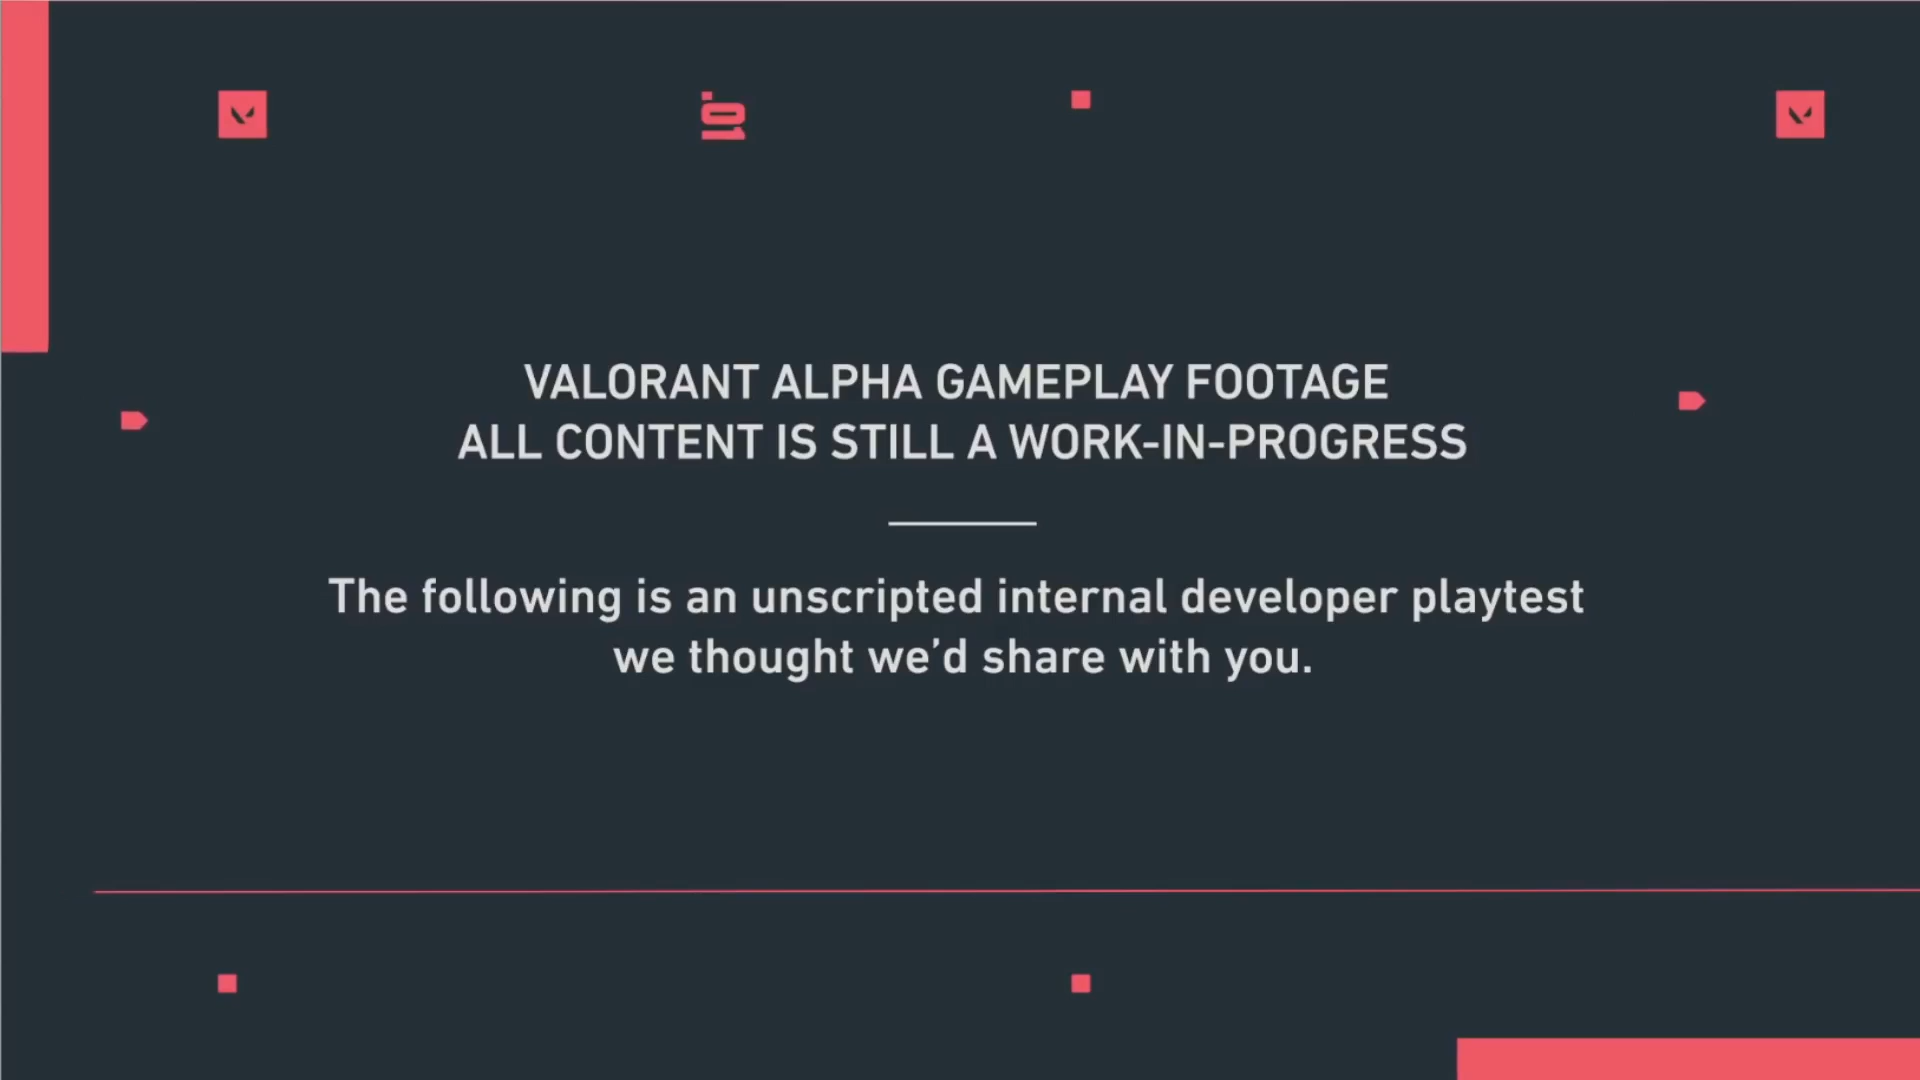 .01
VALORANT ALPHA GAMEPLAY FOOTAGE
ALL CONTENT IS STILL A WORK-IN-PROGRESS
The following is an unscripted internal developer playtest
we thought we’d share with you.